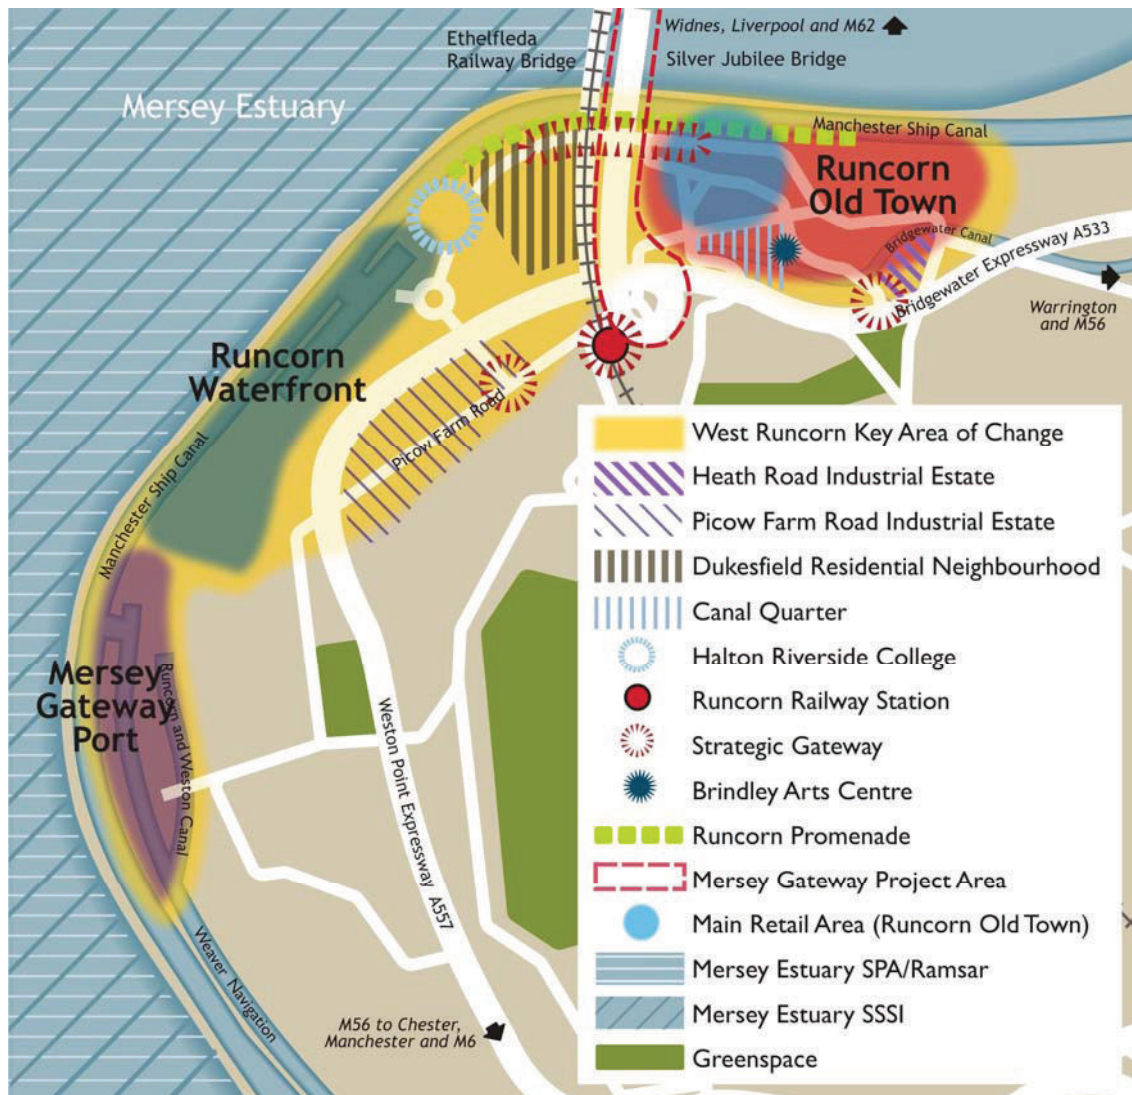 Widnes, Liverpool and M62
Ethelfleda
Railway Bridge
Silver Jubilee Bridge
Mersey Estuary
Manchester Ship Canal
Runcorn
Old Town
Bridgewater Canal
Bridgewater Expressway A533
Warrington
and M56
Runcorn
Waterfront
Picow Farm Road
Manchester Ship Canal
Mersey
Gateway
Port
Runcorn and Weston Canal
Weston Point Expressway A557
Weaver Navigation
M56 to Chester,
Manchester and M6
West Runcorn Key Area of Change
Heath Road Industrial Estate
Picow Farm Road Industrial Estate
Dukesfield Residential Neighbourhood
Canal Quarter
Halton Riverside College
Runcorn Railway Station
Strategic Gateway
Brindley Arts Centre
Runcorn Promenade
Mersey Gateway Project Area
Main Retail Area (Runcorn Old Town)
Mersey Estuary SPA/Ramsar
Mersey Estuary SSSI
Greenspace